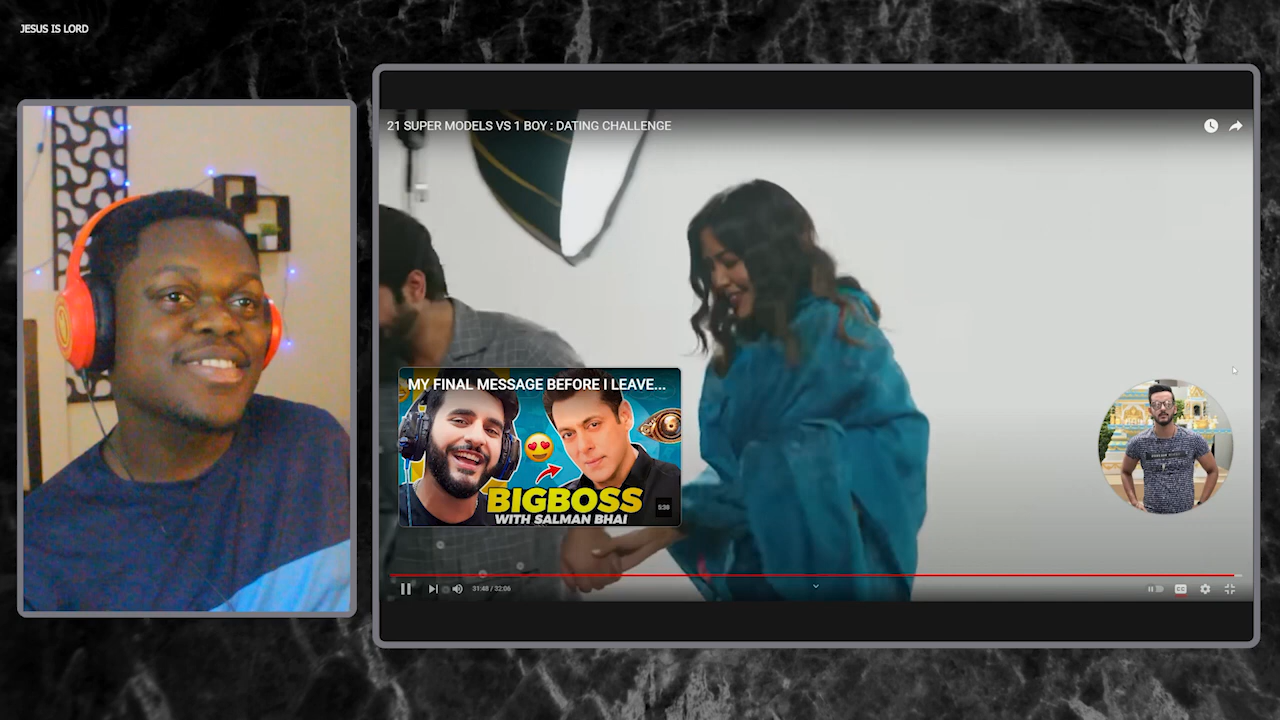 JESUS IS LORD
21 SUPER MODELS VS 1 BOY : DATING CHALLENGE
MY FINAL MESSAGE BEFORE I LEAVE...
BIGBOSS
WITH SALMAN BHAI
5:39
31:48 / 32:06
CC